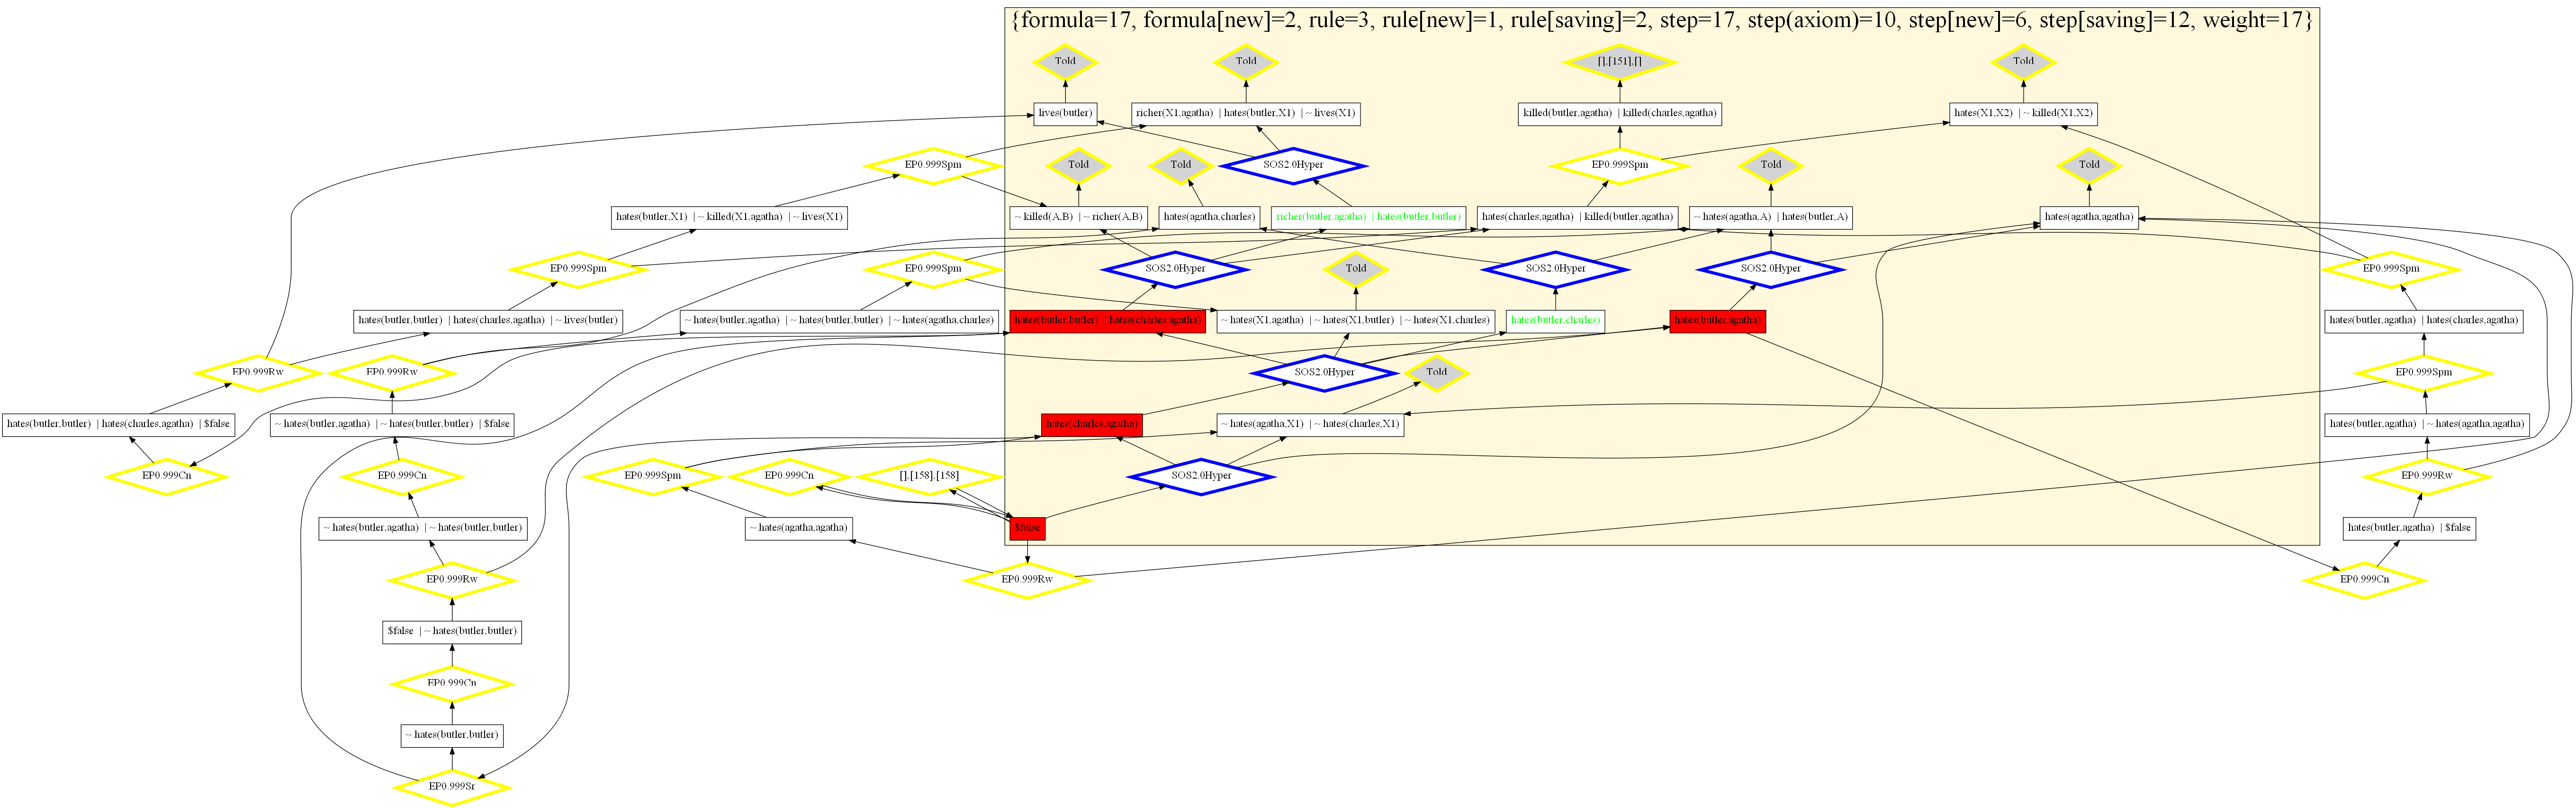 {formula=17, formula[new]=2, rule=3, rule[new]=1, rule[saving]=2, step=17, step(axiom)=10, step[new]=6, step[saving]=12, weight=17}
Told
Told
[].[151].[]
Told
lives(butler)
richer(X1,agatha) | hates(butler,X1) | ~ lives(X1)
killed(butler,agatha) | killed(charles,agatha)
hates(X1,X2) | ~ killed(X1,X2)
EP0.999Spm
Told
Told
SOS2.0Hyper
EP0.999Spm
Told
Told
hates(butler,X1) | ~ killed(X1,agatha) | ~ lives(X1)
~ killed(A,B) | ~ richer(A,B)
hates(agatha,charles)
richer(butler,agatha) | hates(butler,butler)
hates(charles,agatha) | killed(butler,agatha)
~ hates(agatha,A) | hates(butler,A)
hates(agatha,agatha)
EP0.999Spm
EP0.999Spm
SOS2.0Hyper
Told
SOS2.0Hyper
SOS2.0Hyper
EP0.999Spm
hates(butler,butler) | hates(charles,agatha) | ~ lives(butler)
~ hates(butler,agatha) | ~ hates(butler,butler) | ~ hates(agatha,charles)
hates(butler,butler) | hates(charles,agatha)
~ hates(X1,agatha) | ~ hates(X1,butler) | ~ hates(X1,charles)
hates(butler,charles)
hates(butler,agatha)
hates(butler,agatha) | hates(charles,agatha)
EP0.999Rw
EP0.999Rw
SOS2.0Hyper
Told
EP0.999Spm
hates(butler,butler) | hates(charles,agatha) | $false
~ hates(butler,agatha) | ~ hates(butler,butler) | $false
hates(charles,agatha)
~ hates(agatha,X1) | ~ hates(charles,X1)
hates(butler,agatha) | ~ hates(agatha,agatha)
EP0.999Cn
EP0.999Cn
EP0.999Spm
EP0.999Cn
[].[158].[158]
SOS2.0Hyper
EP0.999Rw
~ hates(butler,agatha) | ~ hates(butler,butler)
~ hates(agatha,agatha)
$false
hates(butler,agatha) | $false
EP0.999Rw
EP0.999Rw
EP0.999Cn
$false | ~ hates(butler,butler)
EP0.999Cn
~ hates(butler,butler)
EP0.999Sr